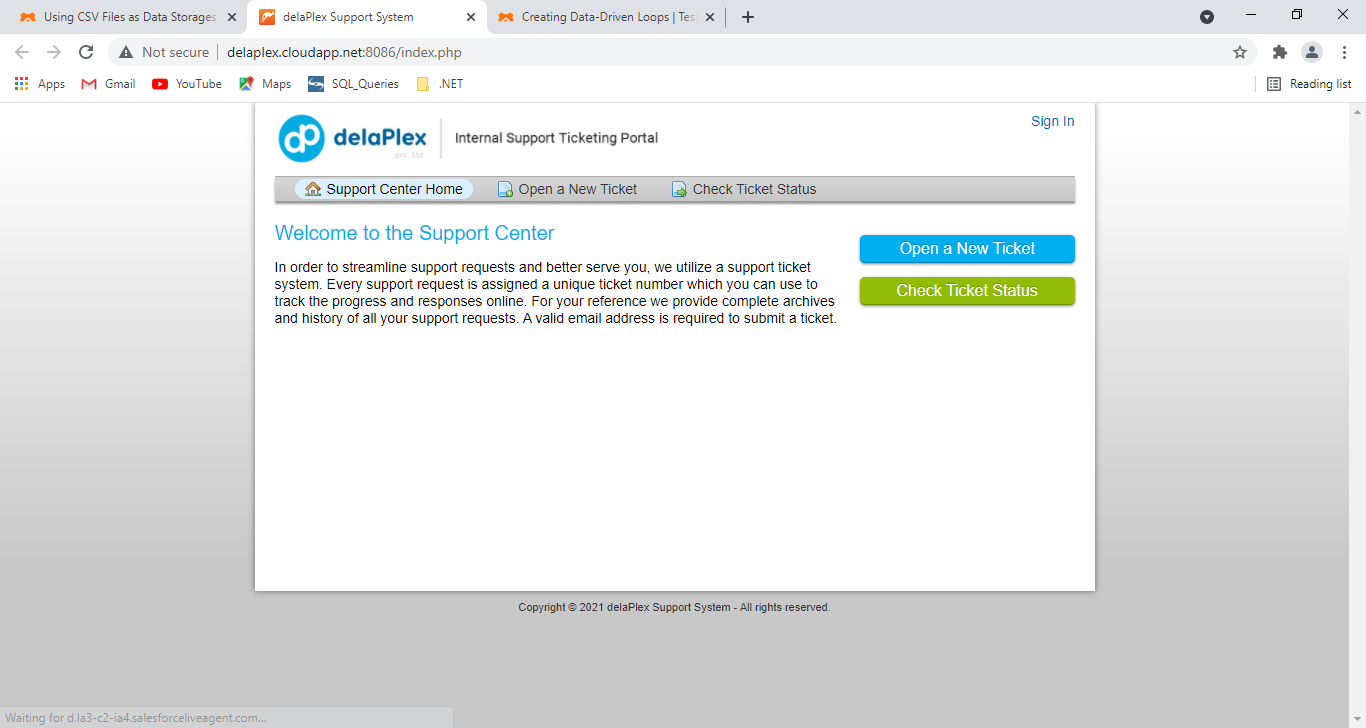 Using CSV Files as Data Storages
delaPlex Support System
Creating Data-Driven Loops | Tes
Not secure
delaplex.cloudapp.net:8086/index.php
Apps
Gmail
YouTube
Maps
SQL_Queries
.NET
Reading list
dp
delaPlex
pvt.ltd.
Internal Support Ticketing Portal
Sign In
Support Center Home
Open a New Ticket
Check Ticket Status
Welcome to the Support Center
In order to streamline support requests and better serve you, we utilize a support ticket
system. Every support request is assigned a unique ticket number which you can use to
track the progress and responses online. For your reference we provide complete archives
and history of all your support requests. A valid email address is required to submit a ticket.
Open a New Ticket
Check Ticket Status
Copyright © 2021 delaPlex Support System - All rights reserved.
Waiting for d.la3-c2-ia4.salesforceliveagent.com...